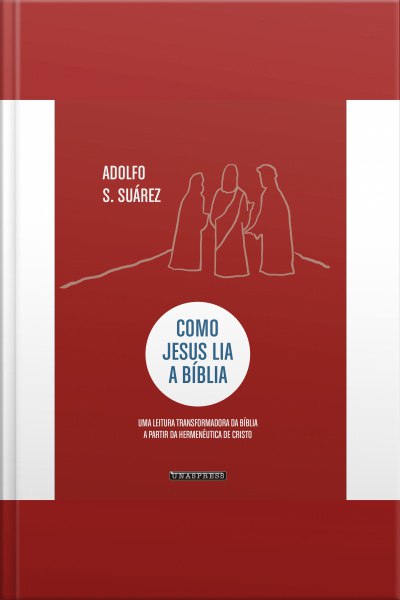 ADOLFO
S. SUÁREZ
COMO
JESUS LIA
A BÍBLIA
UMA LEITURA TRANSFORMADORA DA BÍBLIA
A PARTIR DA HERMENÊUTICA DE CRISTO
UNASPRESS